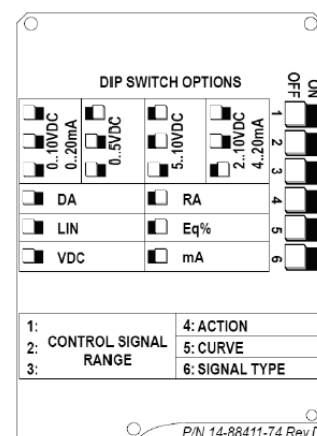 DIP SWITCH OPTIONS
OFF
ON
0..10VDC
0..20mA
0..5VDC
5..10VDC
2..10VDC
4..20mA
1
2
3
4
5
6
DA
RA
LIN
Eq%
VDC
mA
1:
2:
3:
CONTROL SIGNAL
RANGE
4: ACTION
5: CURVE
6: SIGNAL TYPE
P/N 14-88411-74 Rev